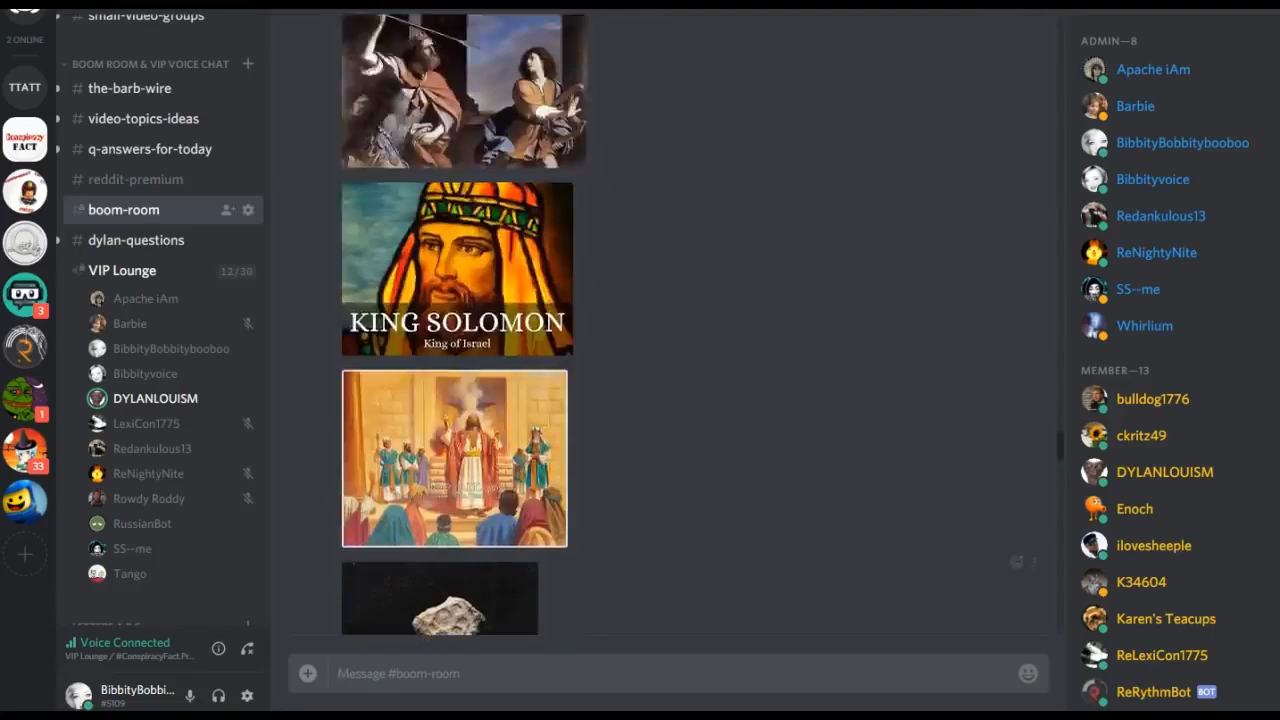 2 ONLINE
TTATT
Conspiracy
FACT
3
1
33
small-video-groups
BOOM ROOM & VIP VOICE CHAT
# the-barb-wire
# video-topics-ideas
# q-answers-for-today
# reddit-premium
boom-room
# dylan-questions
VIP Lounge 12/30
Apache iAm
Barbie
BibbityBobbitybooboo
Bibbityvoice
DYLANLOUISM
LexiCon1775
Redankulous13
ReNightyNite
Rowdy Roddy
RussianBot
SS--me
Tango
Voice Connected
VIP Lounge / #ConspiracyFact.Pr...
BibbityBobbi...
#5109
KING SOLOMON
King of Israel
Message #boom-room
ADMIN—8
Apache iAm
Barbie
BibbityBobbitybooboo
Bibbityvoice
Redankulous13
ReNightyNite
SS--me
Whirlium
MEMBER—13
bulldog1776
ckritz49
DYLANLOUISM
Enoch
ilovesheeple
K34604
Karen's Teacups
ReLexiCon1775
ReRythmBot BOT